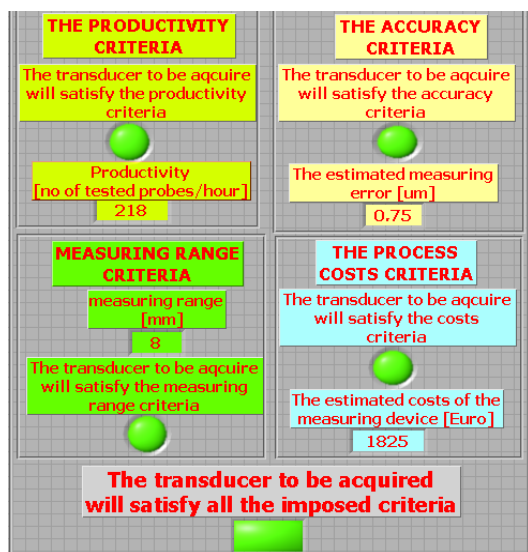 THE PRODUCTIVITY
CRITERIA
The transducer to be aqcuire
will satisfy the productivity
criteria
Productivity
[no of tested probes/hour]
218
THE ACCURACY
CRITERIA
The transducer to be aqcuire
will satisfy the accuracy
criteria
The estimated measuring
error [um]
0.75
MEASURING RANGE
CRITERIA
measuring range
[mm]
8
The transducer to be aqcuire
will satisfy the measuring
range criteria
THE PROCESS
COSTS CRITERIA
The transducer to be aqcuire
will satisfy the costs
criteria
The estimated costs of the
measuring device [Euro]
1825
The transducer to be acquired
will satisfy all the imposed criteria